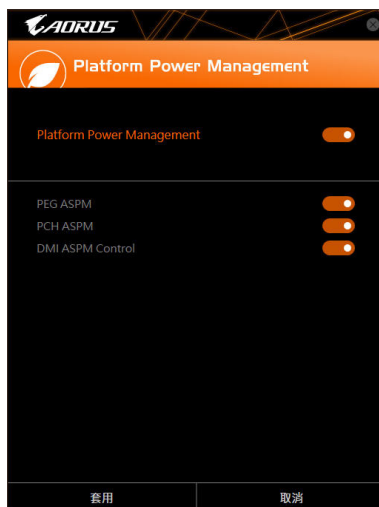 AORUS
Platform Power Management
Platform Power Management
PEG ASPM
PCH ASPM
DMI ASPM Control
套用 取消